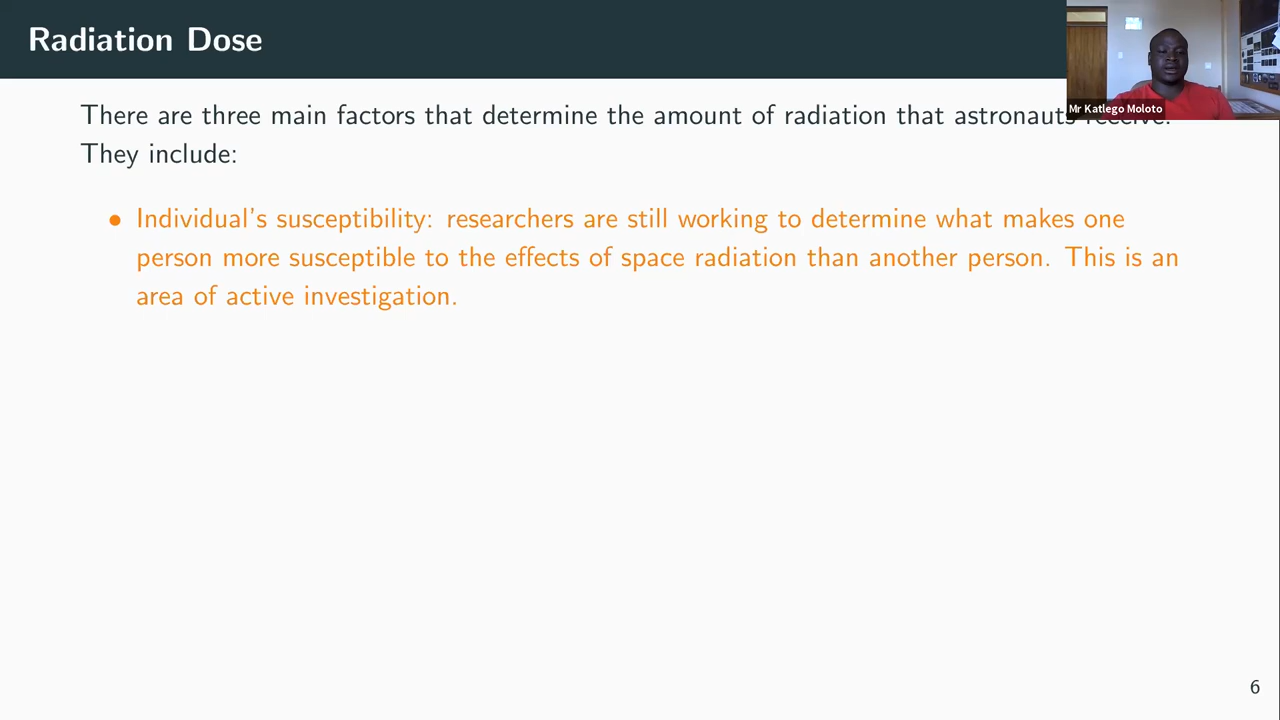 Radiation Dose
Mr Katlego Moloto
There are three main factors that determine the amount of radiation that astronauts receive.
They include:
• Individual's susceptibility: researchers are still working to determine what makes one
person more susceptible to the effects of space radiation than another person. This is an
area of active investigation.
6